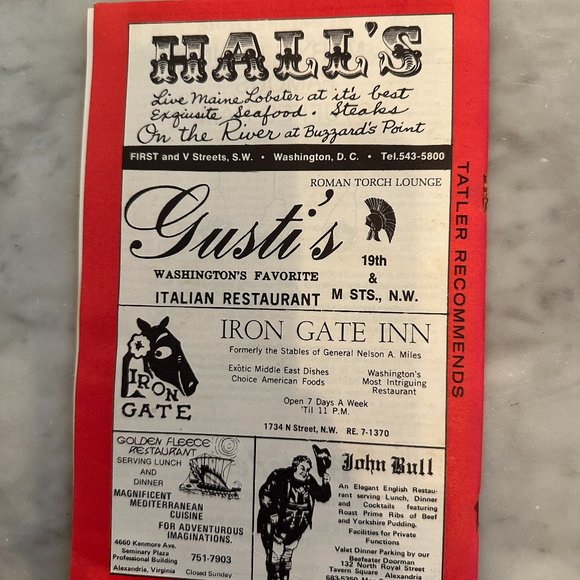 HALL'S
Live Maine Lobster at it's best
Exquisite Seafood • Steaks
On the River at Buzzard's Point
FIRST and V Streets, S.W. • Washington, D. C. • Tel.543-5800
TATLER RECOMMENDS
ROMAN TORCH LOUNGE
Gusti's
WASHINGTON'S FAVORITE
ITALIAN RESTAURANT
19th
&
M STS., N.W.
IRON GATE
IRON GATE INN
Formerly the Stables of General Nelson A. Miles
Exotic Middle East Dishes
Choice American Foods
Washington's
Most Intriguing
Restaurant
Open 7 Days A Week
'Til 11 P.M.
1734 N Street, N.W. RE. 7-1370
GOLDEN FLEECE
RESTAURANT
SERVING LUNCH
AND
DINNER
MAGNIFICENT
MEDITERRANEAN
CUISINE
FOR ADVENTUROUS
IMAGINATIONS.
4660 Kenmore Ave.
Seminary Plaza
Professional Building
Alexandria, Virginia
751-7903
Closed Sunday
John Bull
An Elegant English Restau-
rant serving Lunch, Dinner
and Cocktails featuring
Roast Prime Ribs of Beef
and Yorkshire Pudding.
Facilities for Private
Functions
Valet Dinner Parking by our
Beefeater Doorman
132 North Royal Street
Tavern Square Alexandria